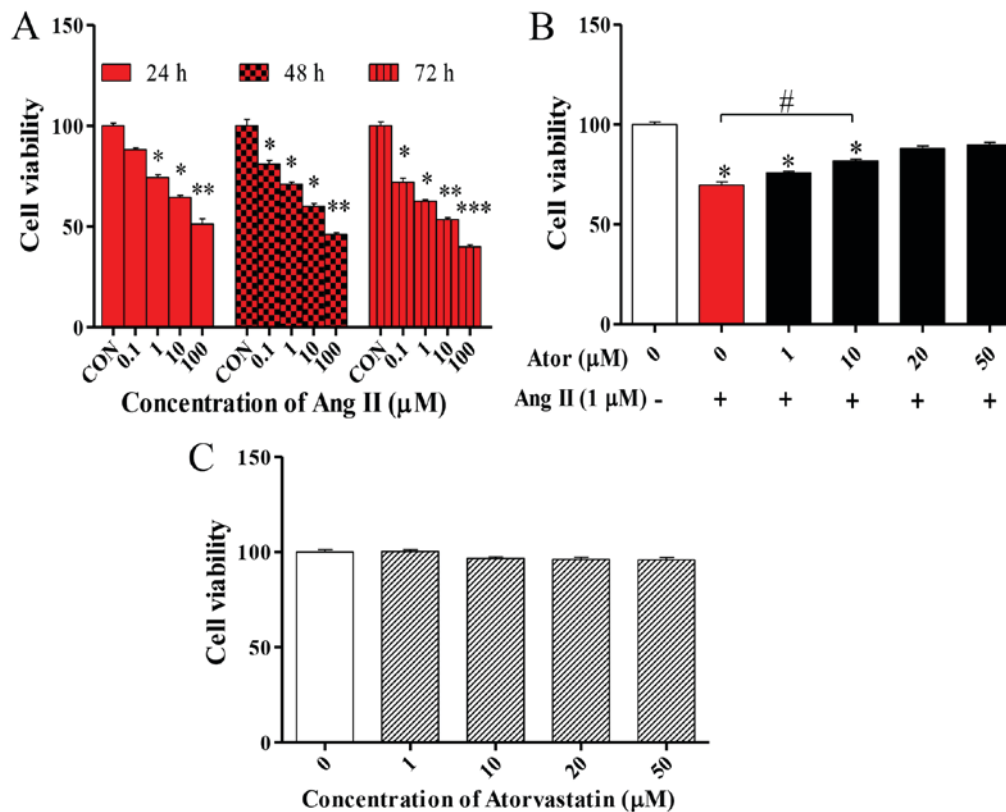 A
150
100
50
0
Cell viability
24 h 48 h 72 h
*
*
**
*
*
*
**
*
*
**
***
CON 0.1 1 10 100 CON 0.1 1 10 100 CON 0.1 1 10 100
Concentration of Ang II (μM)
B
150
100
50
0
Cell viability
#
* * *
Ator (μM) 0 0 1 10 20 50
Ang II (1 μM) - + + + + +
C
150
100
50
0
Cell viability
0 1 10 20 50
Concentration of Atorvastatin (μM)